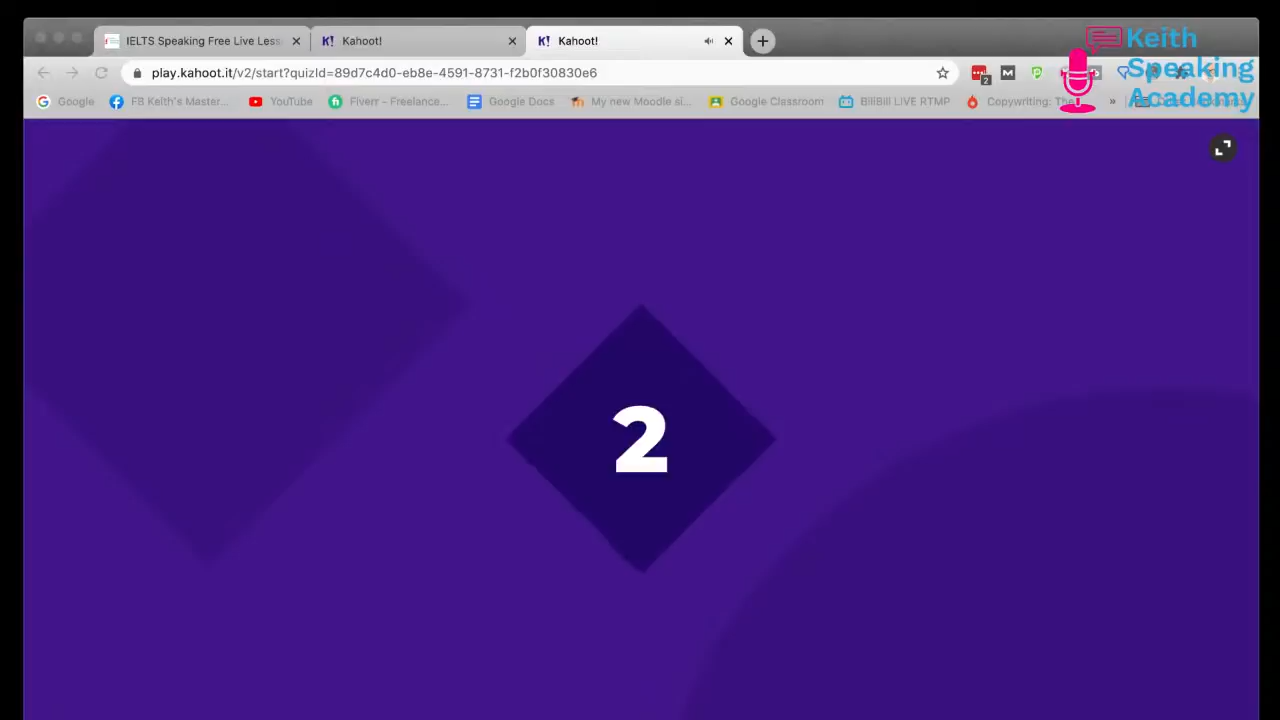 IELTS Speaking Free Live Less
Kahoot!
Kahoot!
Keith
Speaking
Academy
play.kahoot.it/v2/start?quizId=89d7c4d0-eb8e-4591-8731-f2b0f30830e6
2
Google
FB Keith's Master...
YouTube
Fiverr - Freelance...
Google Docs
My new Moodle si...
Google Classroom
BiliBili LIVE RTMP
Copywriting: The
2